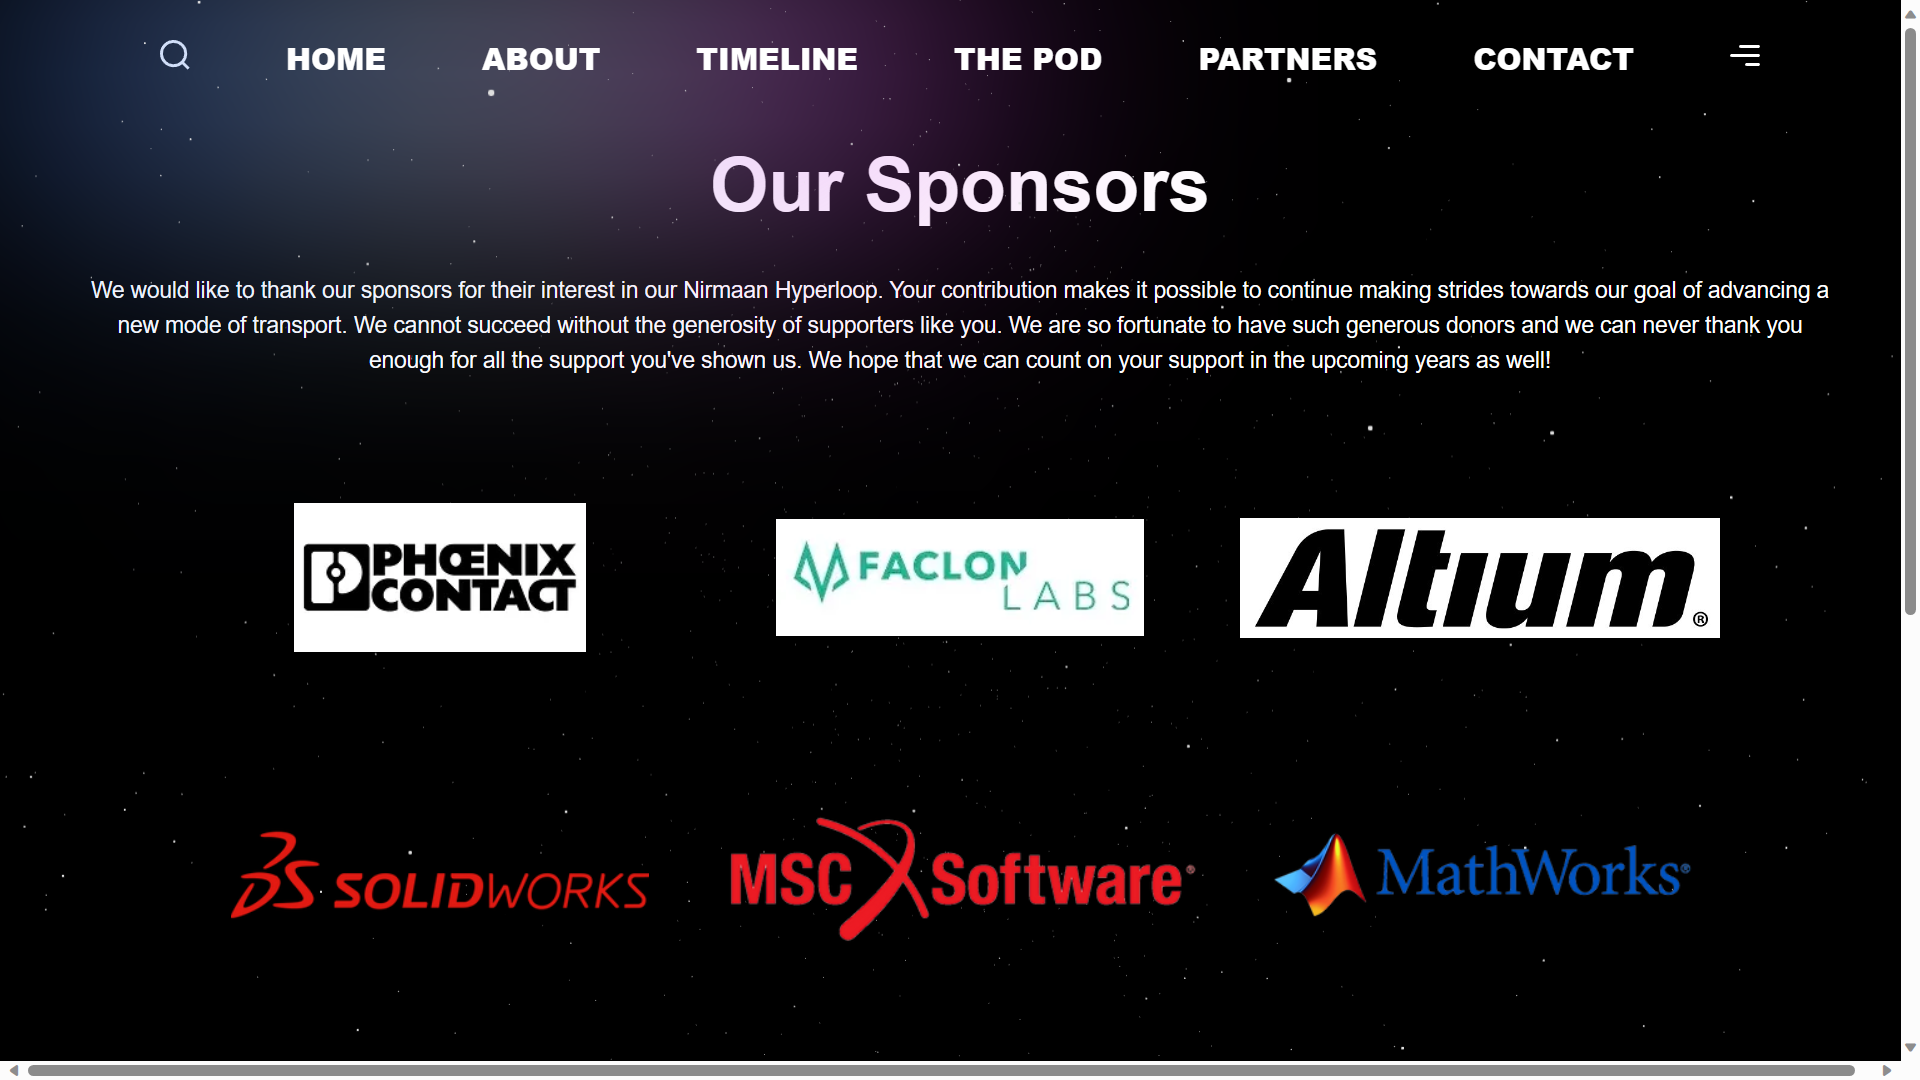 HOME ABOUT TIMELINE THE POD PARTNERS CONTACT
Our Sponsors
We would like to thank our sponsors for their interest in our Nirmaan Hyperloop. Your contribution makes it possible to continue making strides towards our goal of advancing a
new mode of transport. We cannot succeed without the generosity of supporters like you. We are so fortunate to have such generous donors and we can never thank you
enough for all the support you've shown us. We hope that we can count on your support in the upcoming years as well!
PHŒNIX
CONTACT
FACLON
LABS
Altium®
SOLIDWORKS
MSC Software®
MathWorks®